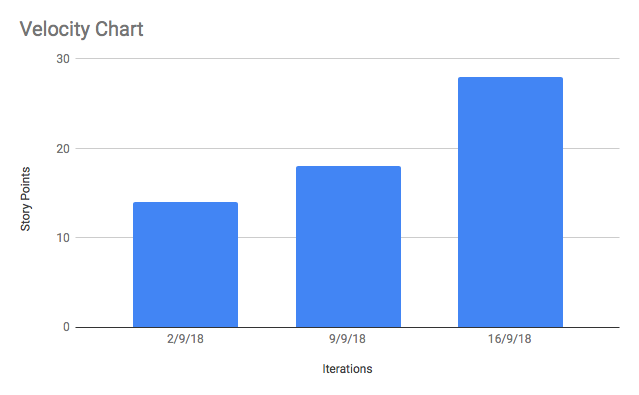 Velocity Chart
30
20
10
0
Story Points
2/9/18 9/9/18 16/9/18
Iterations